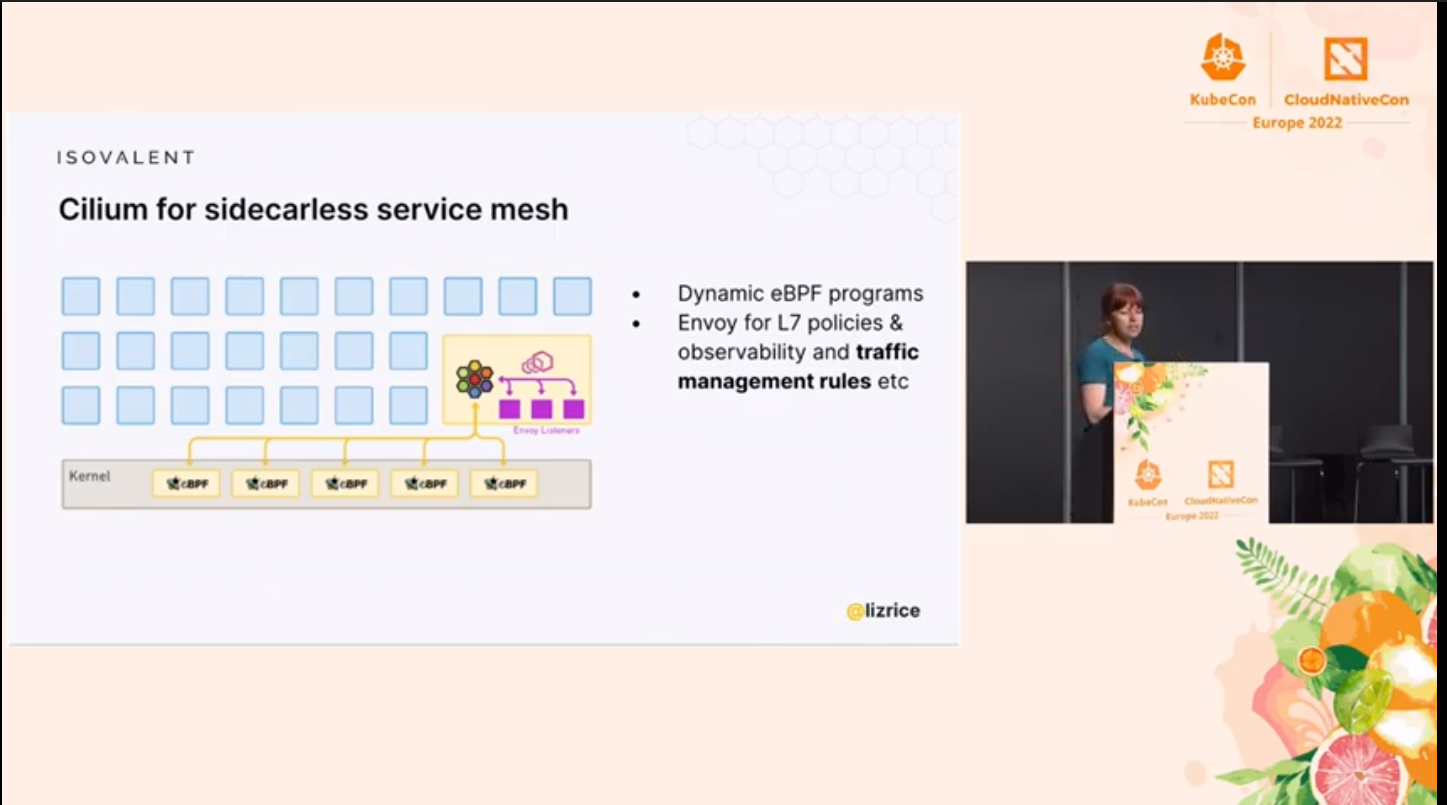 KubeCon
CloudNativeCon
Europe 2022
ISOVALENT
Cilium for sidecarless service mesh
Dynamic eBPF programs
Envoy for L7 policies &
observability and traffic
management rules etc
Envoy Listeners
Kernel
eBPF
eBPF
eBPF
eBPF
eBPF
@lizrice
KubeCon
CloudNativeCon
Europe 2022